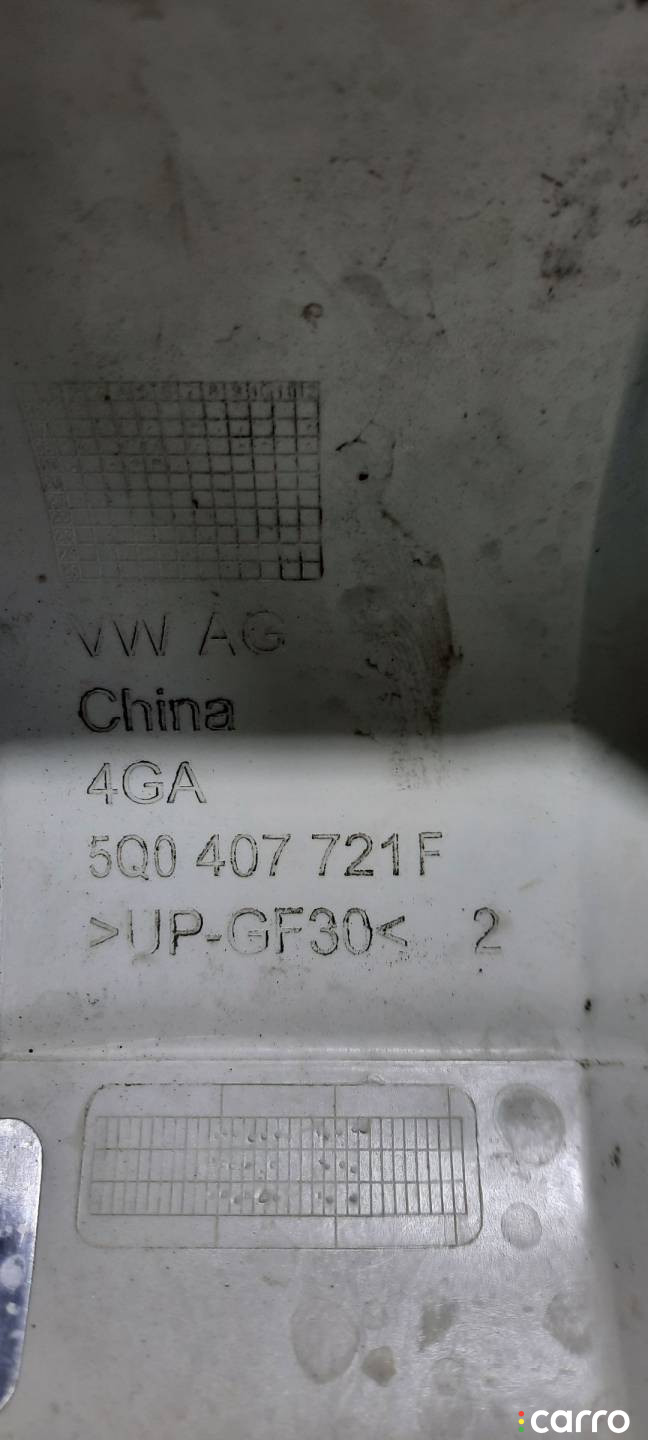 VW AG
China
4GA
5Q0 407 721 F
>UP-GF30< 2
carro